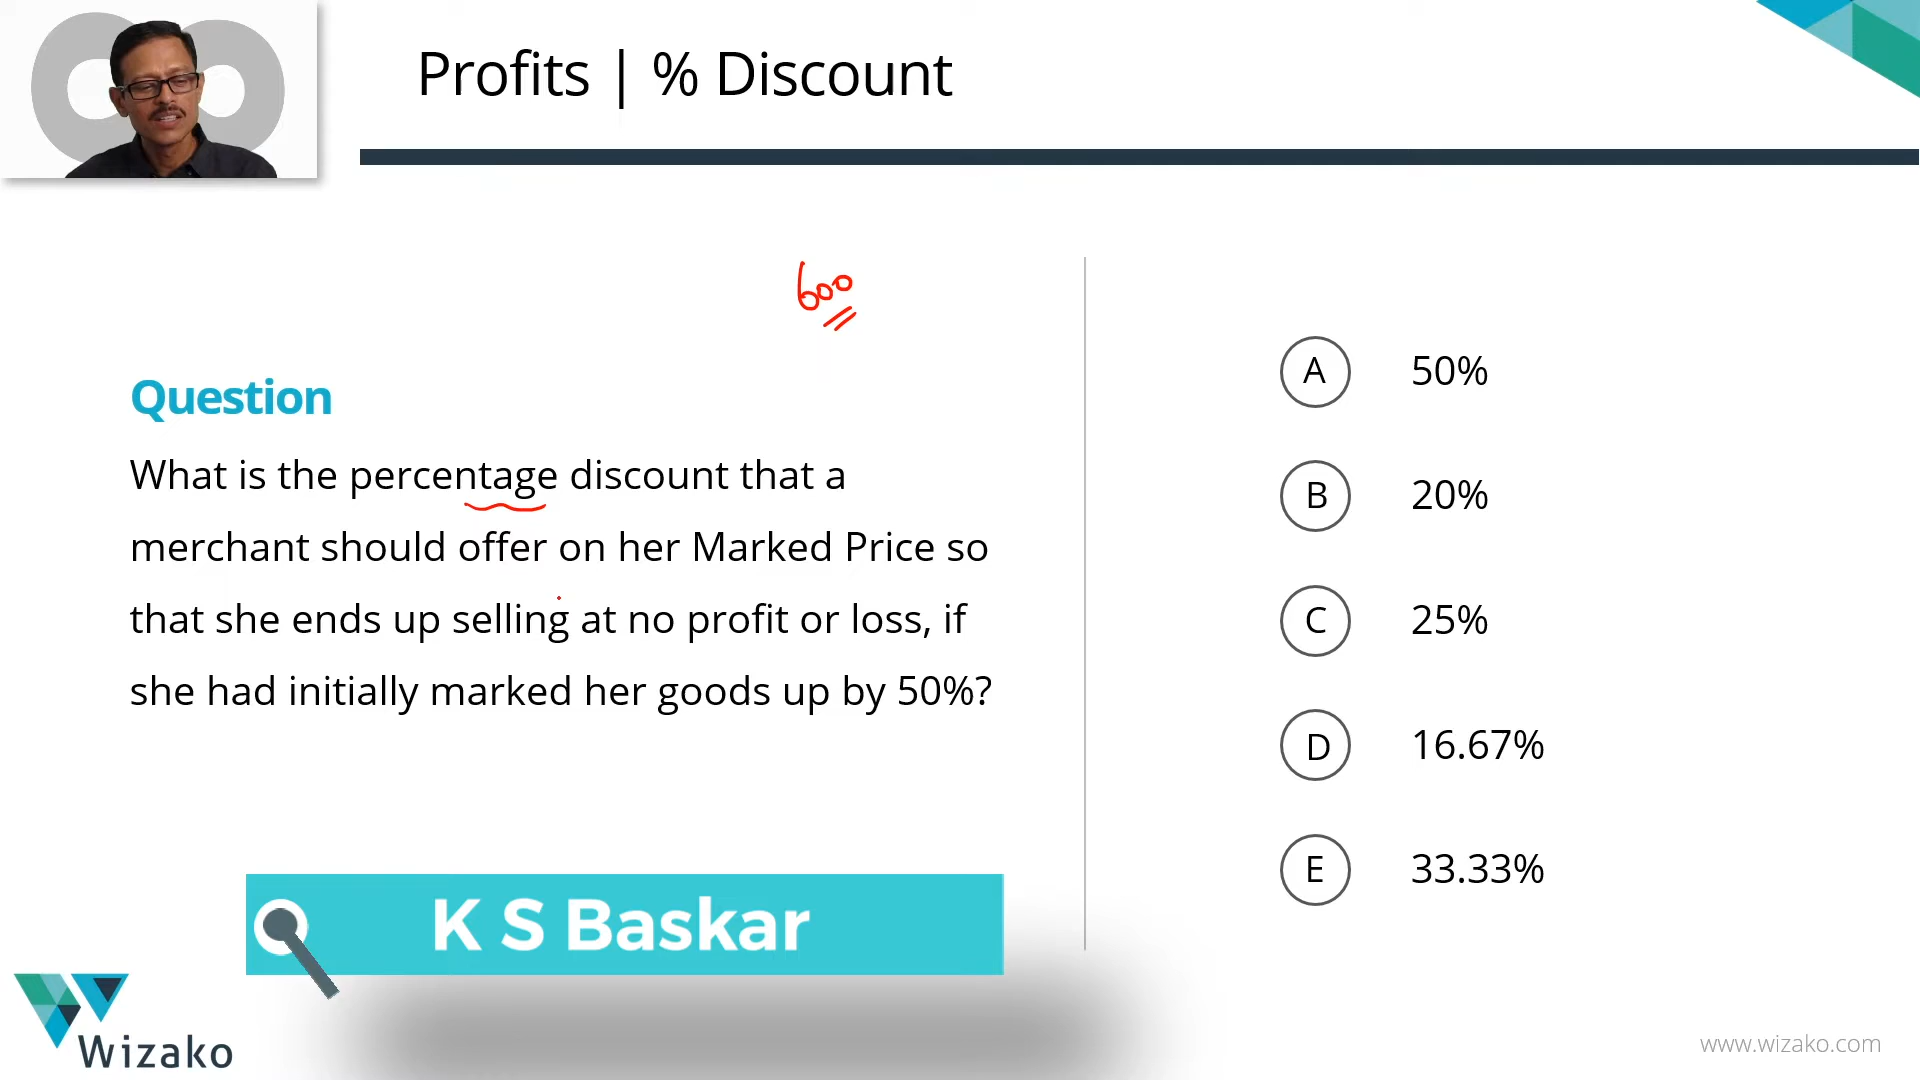 Profits | % Discount
600
Question
What is the percentage discount that a
merchant should offer on her Marked Price so
that she ends up selling at no profit or loss, if
she had initially marked her goods up by 50%?
A 50%
B 20%
C 25%
D 16.67%
E 33.33%
K S Baskar
Wizako
www.wizako.com